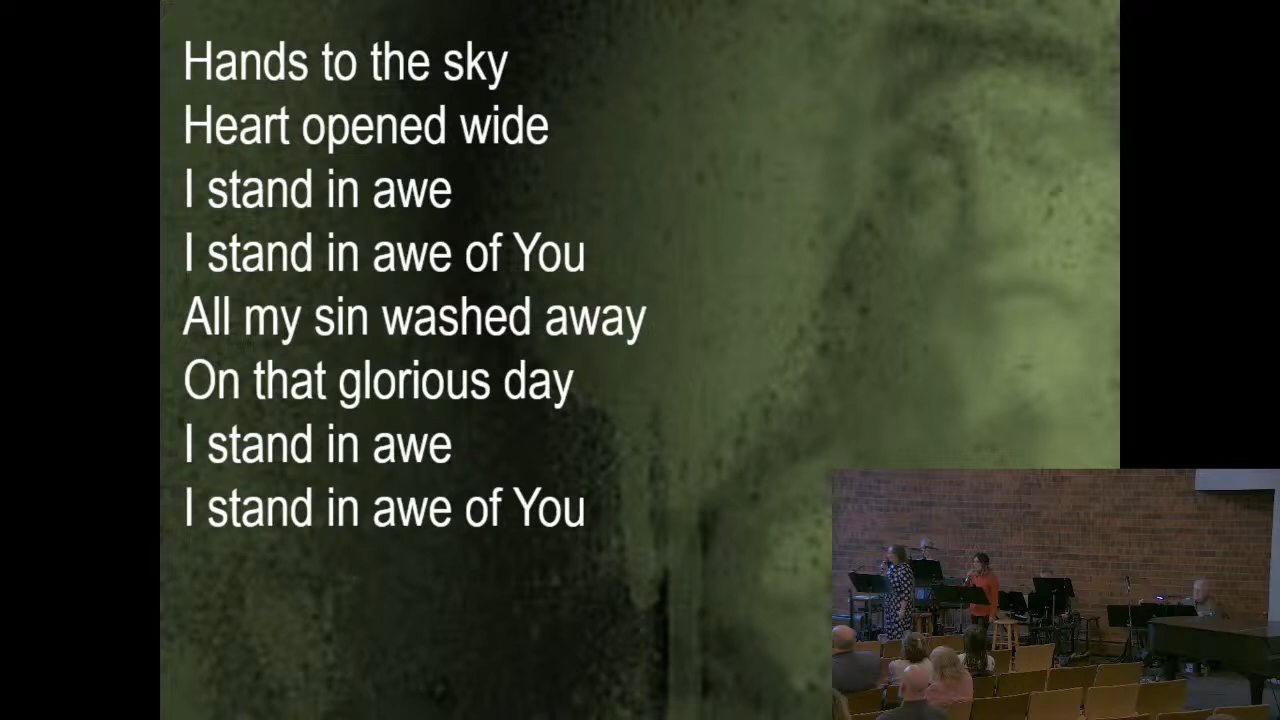 Hands to the sky
Heart opened wide
I stand in awe
I stand in awe of You
All my sin washed away
On that glorious day
I stand in awe
I stand in awe of You